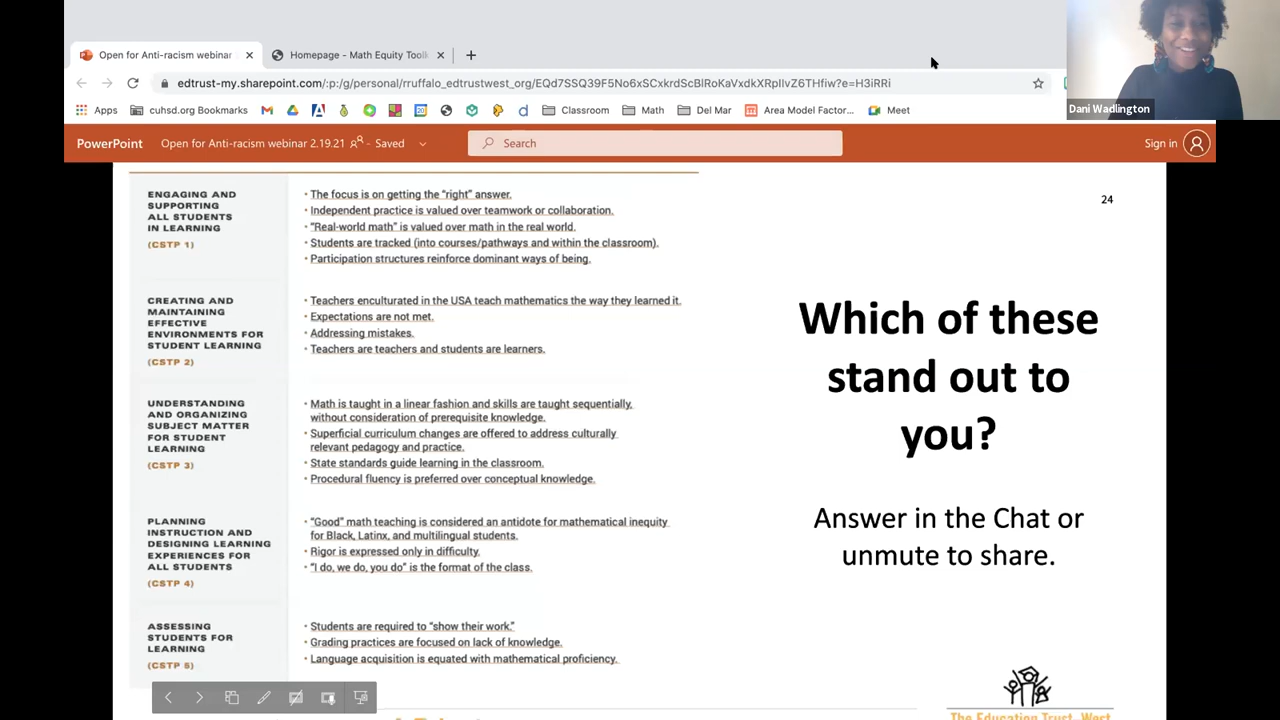 Open for Anti-racism webinar
Homepage - Math Equity Toolk
edtrust-my.sharepoint.com/:p:/g/personal/rruffalo_edtrustwest_org/EQd7SSQ39F5No6xSCxkrdScBlRoKaVxdkXRpIlvZ6THfiw?e=H3iRRi
Apps
cuhsd.org Bookmarks
Classroom
Math
Del Mar
Area Model Factor...
Meet
Dani Wadlington
PowerPoint
Open for Anti-racism webinar 2.19.21 - Saved
Search
Sign in
ENGAGING AND
SUPPORTING
ALL STUDENTS
IN LEARNING
(CSTP 1)
• The focus is on getting the “right” answer.
• Independent practice is valued over teamwork or collaboration.
• “Real-world math” is valued over math in the real world.
• Students are tracked (into courses/pathways and within the classroom).
• Participation structures reinforce dominant ways of being.
CREATING AND
MAINTAINING
EFFECTIVE
ENVIRONMENTS FOR
STUDENT LEARNING
(CSTP 2)
• Teachers enculturated in the USA teach mathematics the way they learned it.
• Expectations are not met.
• Addressing mistakes.
• Teachers are teachers and students are learners.
UNDERSTANDING
AND ORGANIZING
SUBJECT MATTER
FOR STUDENT
LEARNING
(CSTP 3)
• Math is taught in a linear fashion and skills are taught sequentially,
without consideration of prerequisite knowledge.
• Superficial curriculum changes are offered to address culturally
relevant pedagogy and practice.
• State standards guide learning in the classroom.
• Procedural fluency is preferred over conceptual knowledge.
PLANNING
INSTRUCTION AND
DESIGNING LEARNING
EXPERIENCES FOR
ALL STUDENTS
(CSTP 4)
• “Good” math teaching is considered an antidote for mathematical inequity
for Black, Latinx, and multilingual students.
• Rigor is expressed only in difficulty.
• “I do, we do, you do” is the format of the class.
ASSESSING
STUDENTS FOR
LEARNING
(CSTP 5)
• Students are required to “show their work.”
• Grading practices are focused on lack of knowledge.
• Language acquisition is equated with mathematical proficiency.
24
Which of these
stand out to
you?
Answer in the Chat or
unmute to share.
The Education Trust–West